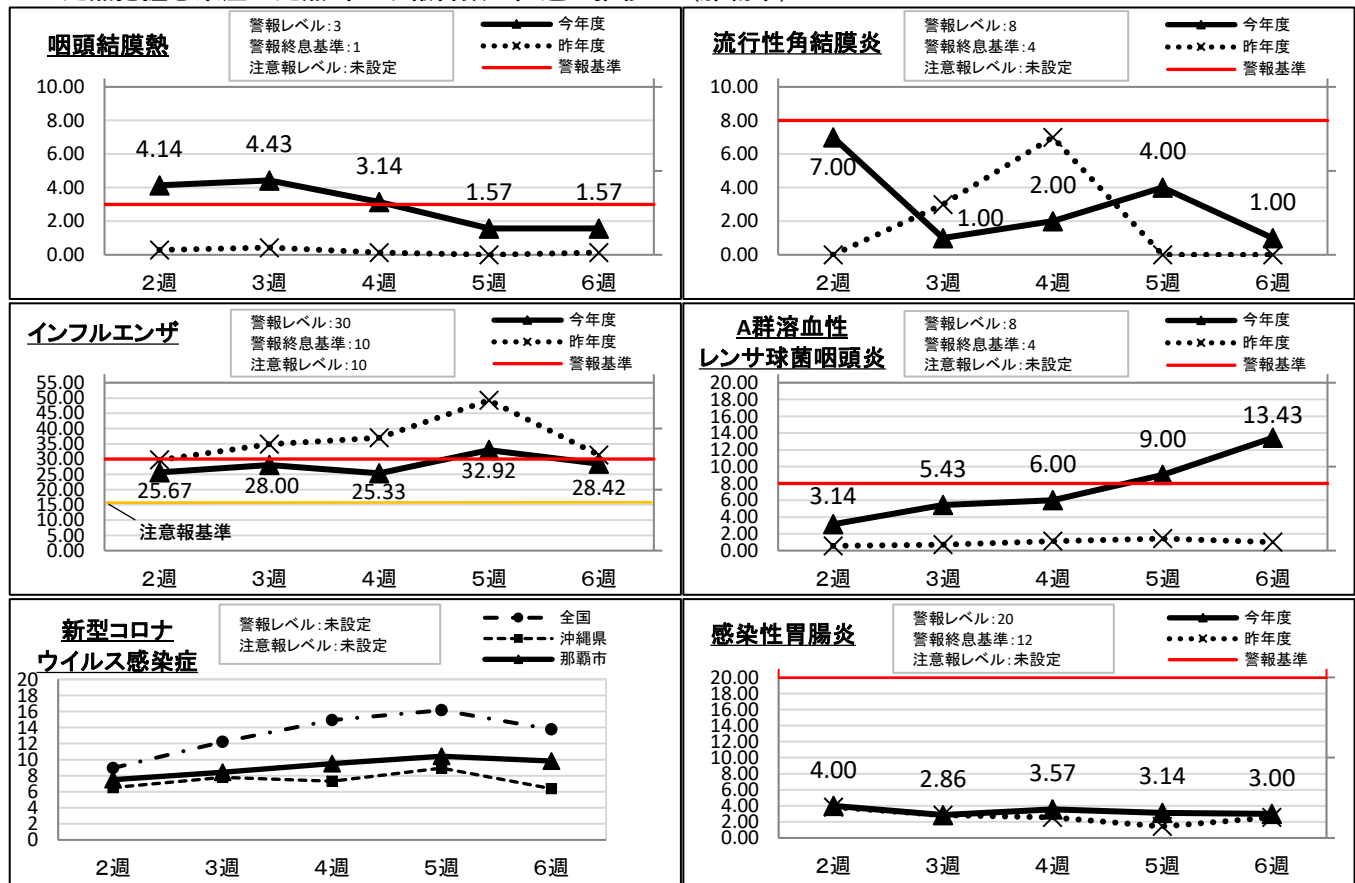 咽頭結膜熱
警報レベル:3
警報終息基準:1
注意報レベル:未設定
今年度
昨年度
警報基準
10.00
8.00
6.00
4.00
2.00
0.00
4.14
4.43
3.14
1.57
1.57
2週
3週
4週
5週
6週
流行性角結膜炎
警報レベル:8
警報終息基準:4
注意報レベル:未設定
今年度
昨年度
警報基準
10.00
8.00
6.00
4.00
2.00
0.00
7.00
1.00
2.00
4.00
1.00
2週
3週
4週
5週
6週
インフルエンザ
警報レベル:30
警報終息基準:10
注意報レベル:10
今年度
昨年度
警報基準
55.00
50.00
45.00
40.00
35.00
30.00
25.00
20.00
15.00
10.00
5.00
0.00
25.67
28.00
25.33
32.92
28.42
注意報基準
2週
3週
4週
5週
6週
A群溶血性
レンサ球菌咽頭炎
警報レベル:8
警報終息基準:4
注意報レベル:未設定
今年度
昨年度
警報基準
20.00
18.00
16.00
14.00
12.00
10.00
8.00
6.00
4.00
2.00
0.00
3.14
5.43
6.00
9.00
13.43
2週
3週
4週
5週
6週
新型コロナ
ウイルス感染症
警報レベル:未設定
注意報レベル:未設定
全国
沖縄県
那覇市
20
18
16
14
12
10
8
6
4
2
0
2週
3週
4週
5週
6週
感染性胃腸炎
警報レベル:20
警報終息基準:12
注意報レベル:未設定
今年度
昨年度
警報基準
20.00
18.00
16.00
14.00
12.00
10.00
8.00
6.00
4.00
2.00
0.00
4.00
2.86
3.57
3.14
3.00
2週
3週
4週
5週
6週